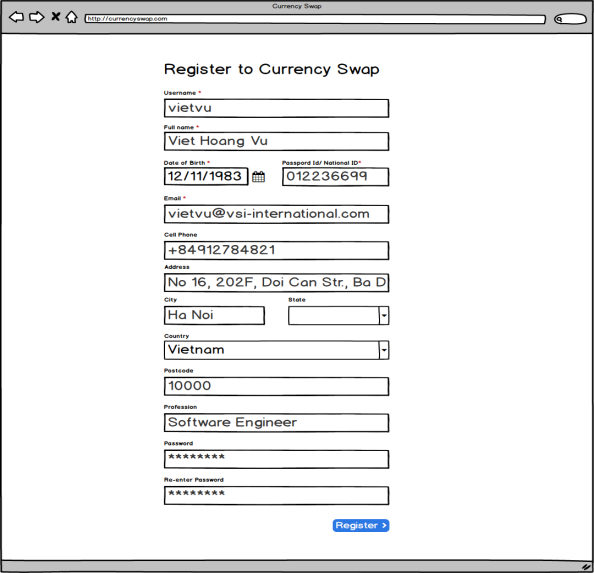 Currency Swap
http://currencyswap.com
Register to Currency Swap
Username *
vietvu
Full name *
Viet Hoang Vu
Date of Birth * Passpord Id/ National ID*
12/11/1983 012236699
Email *
vietvu@vsi-international.com
Cell Phone
+84912784821
Address
No 16, 202F, Doi Can Str., Ba D
City State
Ha Noi
Country
Vietnam
Postcode
10000
Profession
Software Engineer
Password
********
Re-enter Password
********
Register >